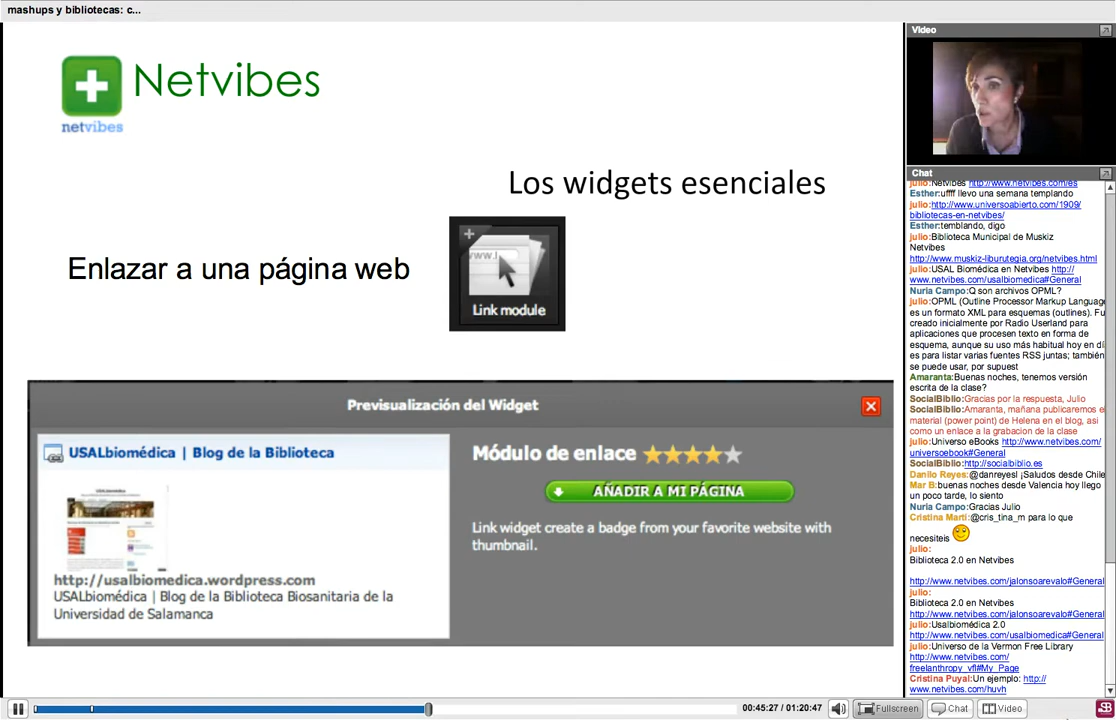 mashups y bibliotecas: c...
Netvibes
netvibes
Los widgets esenciales
Enlazar a una página web
www.
Link module
Previsualización del Widget
USALbiomédica | Blog de la Biblioteca
http://usalbiomedica.wordpress.com
USALbiomédica | Blog de la Biblioteca Biosanitaria de la
Universidad de Salamanca
Módulo de enlace
AÑADIR A MI PÁGINA
Link widget create a badge from your favorite website with
thumbnail.
Video
Chat
julio:Netvibes http://www.netvibes.com/es
Esther:uffff llevo una semana templando
julio:http://www.universoabierto.com/1909/
bibliotecas-en-netvibes/
Esther:temblando, digo
julio:Biblioteca Municipal de Muskiz
Netvibes
http://www.muskiz-liburutegia.org/netvibes.html
julio:USAL Biomédica en Netvibes http://
www.netvibes.com/usalbiomedica#General
Nuria Campo:Q son archivos OPML?
julio:OPML (Outline Processor Markup Language
es un formato XML para esquemas (outlines). Fu
creado inicialmente por Radio Userland para
aplicaciones que procesen texto en forma de
esquema, aunque su uso más habitual hoy en dí
es para listar varias fuentes RSS juntas; también
se puede usar, por supuest
Amaranta:Buenas noches, tenemos versión
escrita de la clase?
SocialBiblio:Gracias por la respuesta, Julio
SocialBiblio:Amaranta, mañana publicaremos e
material (power point) de Helena en el blog, asi
como un enlace a la grabacion de la clase
julio:Universo eBooks http://www.netvibes.com/
universoebook#General
SocialBiblio:http://socialbiblio.es
Danilo Reyes:@danreyes! ¡Saludos desde Chile
Mar B:buenas noches desde Valencia hoy llego
un poco tarde, lo siento
Nuria Campo:Gracias Julio
Cristina Martí:@cris_tina_m para lo que
necesiteis
julio:
Biblioteca 2.0 en Netvibes
http://www.netvibes.com/jalonsoarevalo#General
julio:
Biblioteca 2.0 en Netvibes
http://www.netvibes.com/jalonsoarevalo#General
julio:Usalbiomédica 2.0
http://www.netvibes.com/usalbiomedica#General
julio:Universo de la Vermon Free Library
http://www.netvibes.com/
freelanthropy_vfl#My_Page
Cristina Puyal:Un ejemplo: http://
www.netvibes.com/huvh
00:45:27 / 01:20:47
Fullscreen
Chat
Video
SB